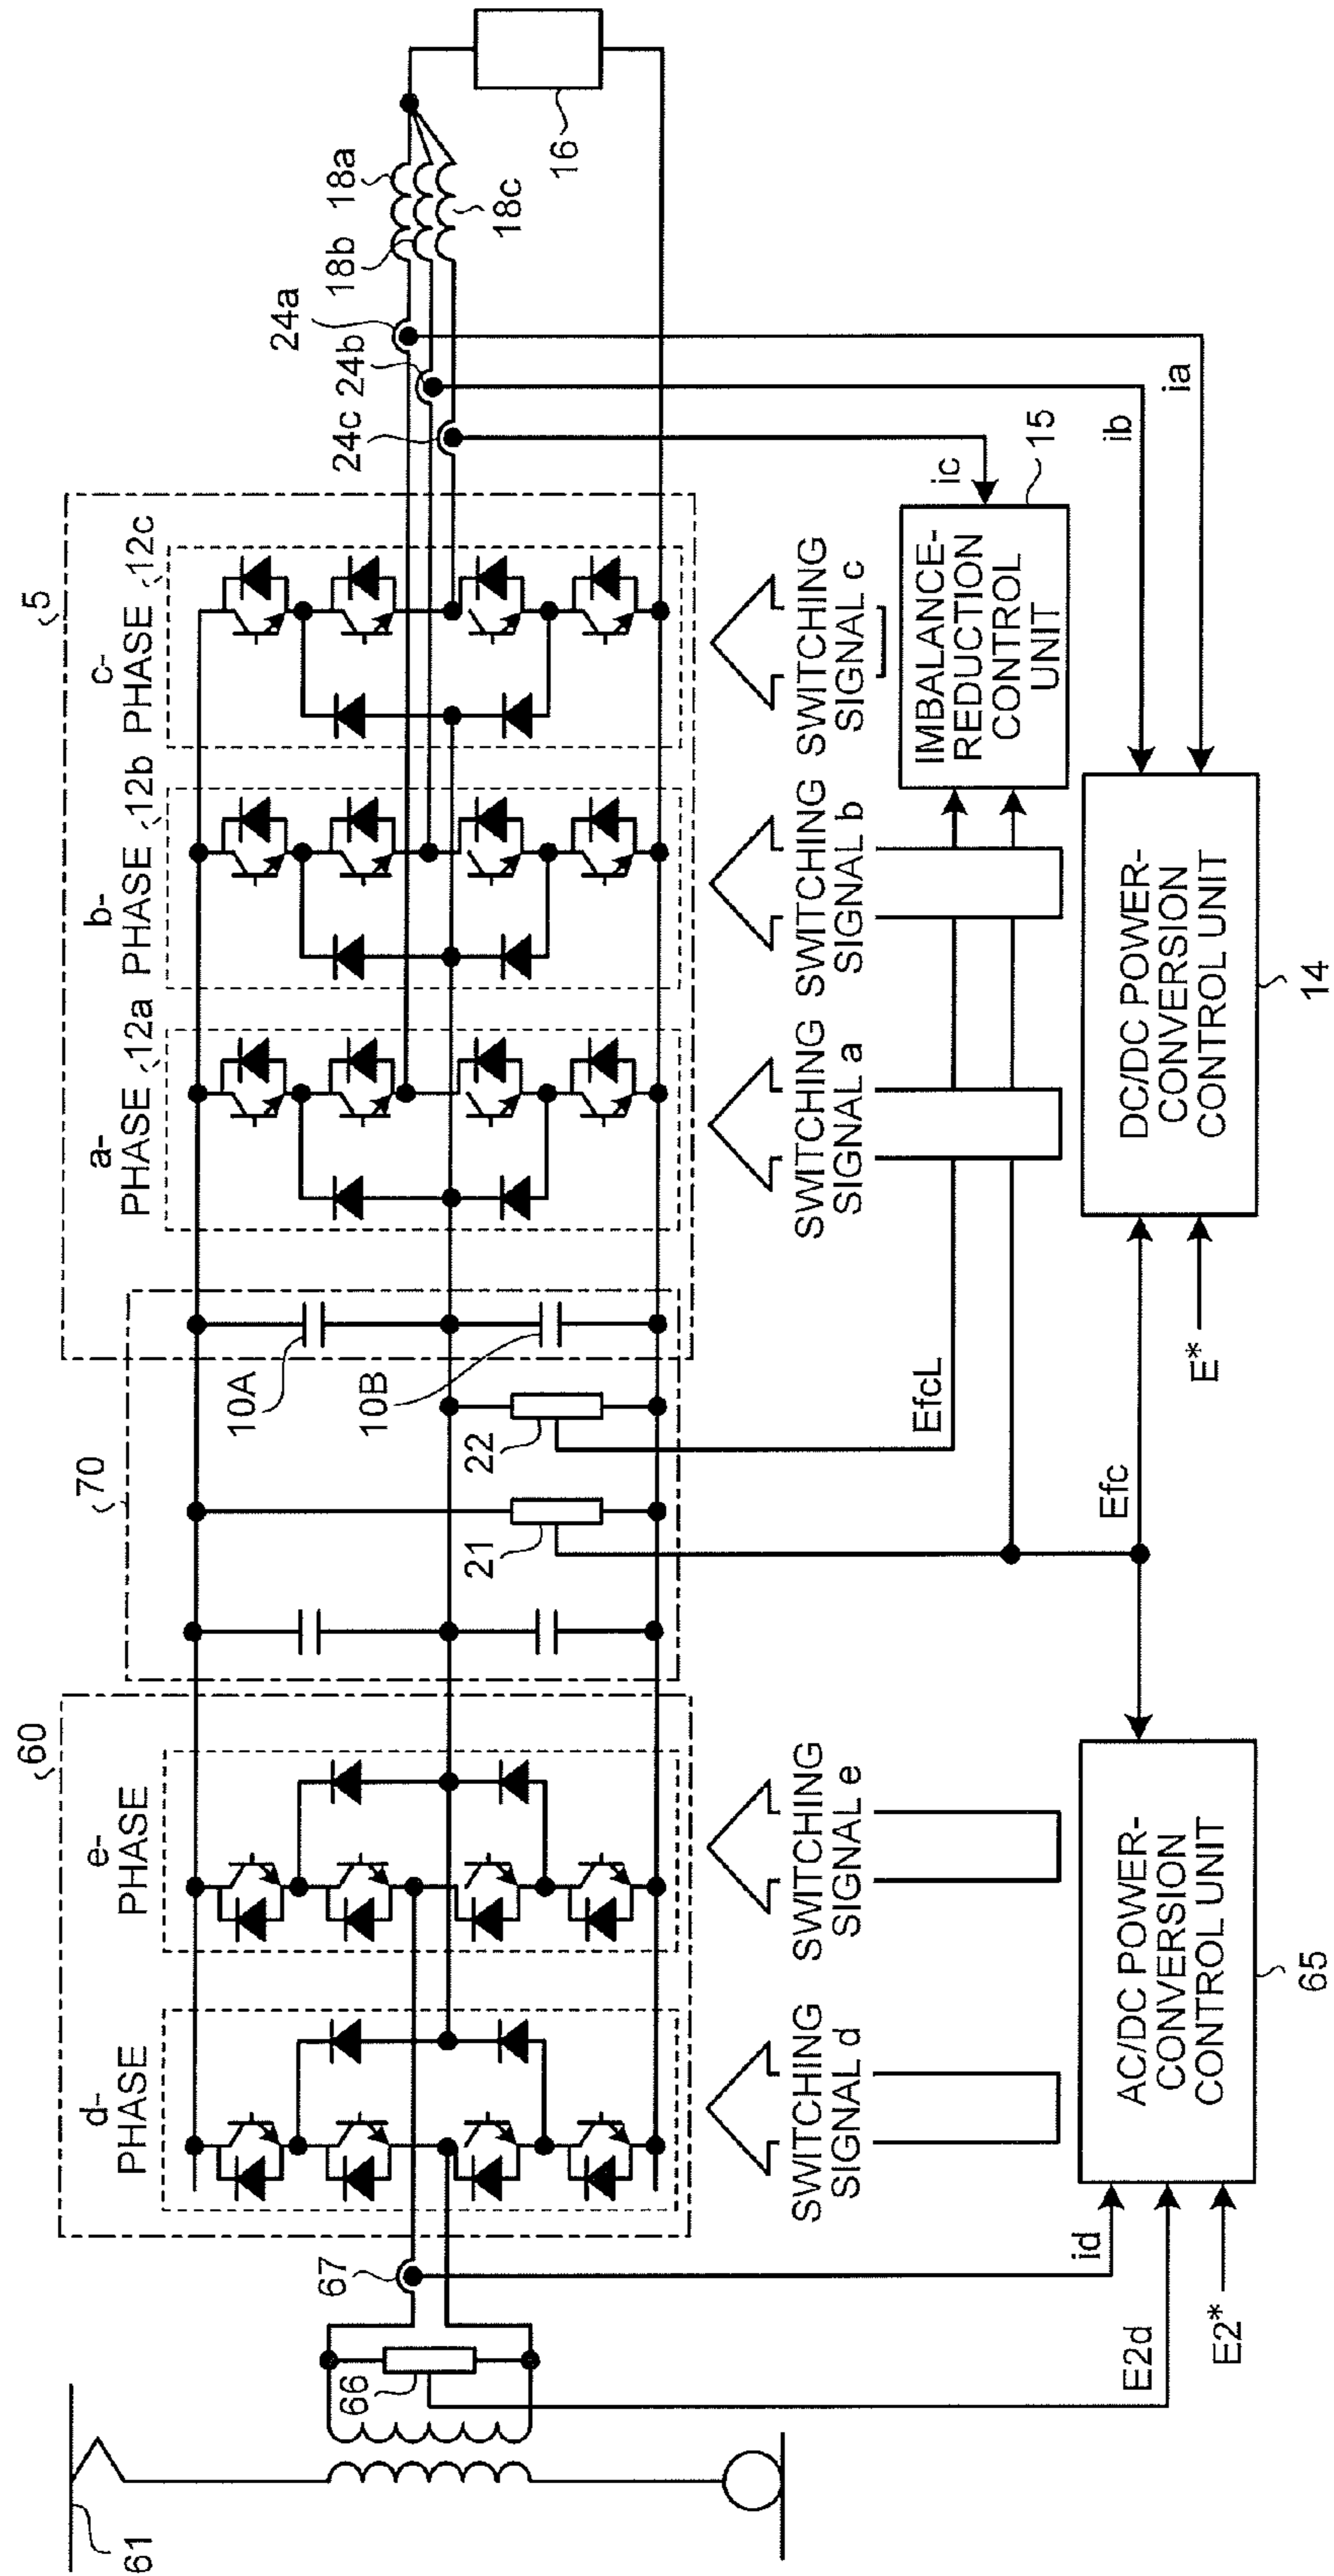 5
60
70
d-
PHASE
e-
PHASE
a-
PHASE
12a
b-
PHASE
12b
c-
PHASE
12c
61
66
67
21
22
10A
10B
24a
24b
24c
18a
18b
18c
16
SWITCHING
SIGNAL d
SWITCHING
SIGNAL e
SWITCHING
SIGNAL a
SWITCHING
SIGNAL b
SWITCHING
SIGNAL c
EfcL
Efc
E*
id
E2d
E2*
ic
ib
ia
IMBALANCE-
REDUCTION
CONTROL
UNIT
15
AC/DC POWER-
CONVERSION
CONTROL UNIT
65
DC/DC POWER-
CONVERSION
CONTROL UNIT
14